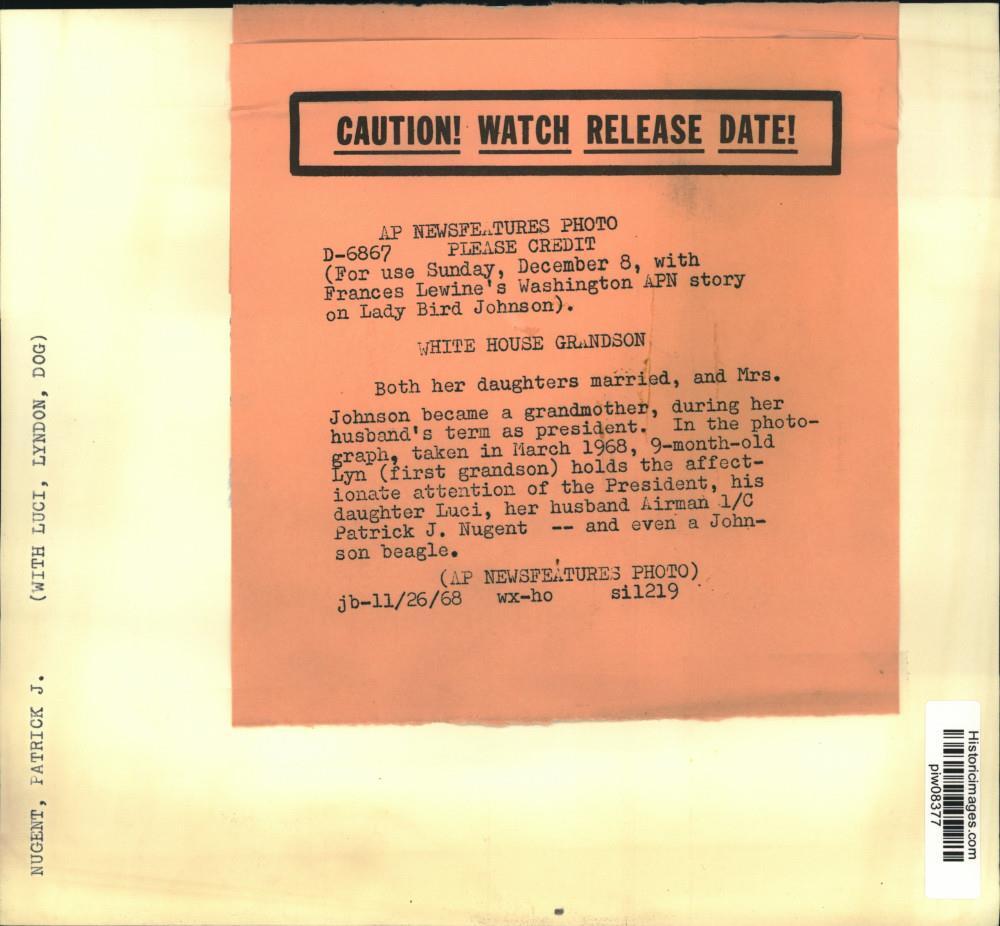 CAUTION! WATCH RELEASE DATE!
AP NEWSFEATURES PHOTO
D-6867 PLEASE CREDIT
(For use Sunday, December 8, with
Frances Lewine's Washington APN story
on Lady Bird Johnson).
WHITE HOUSE GRANDSON
Both her daughters married, and Mrs.
Johnson became a grandmother, during her
husband's term as president. In the photo-
graph, taken in March 1968, 9-month-old
Lyn (first grandson) holds the affect-
ionate attention of the President, his
daughter Luci, her husband Airman 1/C
Patrick J. Nugent -- and even a John-
son beagle.
(AP NEWSFEATURES PHOTO)
jb-11/26/68 wx-ho si1219
NUGENT, PATRICK J. (WITH LUCI, LYNDON, DOG)
Historicimages.com
piw08377